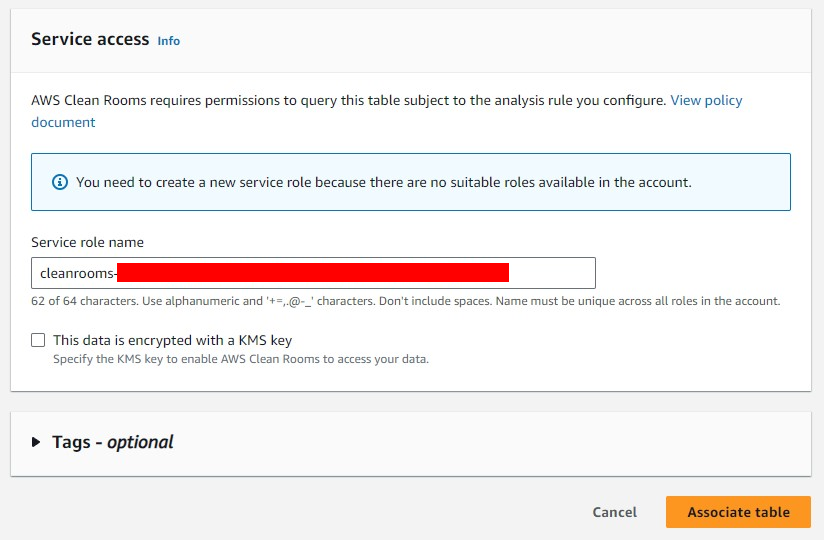 Service access Info
AWS Clean Rooms requires permissions to query this table subject to the analysis rule you configure. View policy
document
You need to create a new service role because there are no suitable roles available in the account.
Service role name
cleanrooms-
62 of 64 characters. Use alphanumeric and '+=,.@-_' characters. Don't include spaces. Name must be unique across all roles in the account.
This data is encrypted with a KMS key
Specify the KMS key to enable AWS Clean Rooms to access your data.
Tags - optional
Cancel Associate table